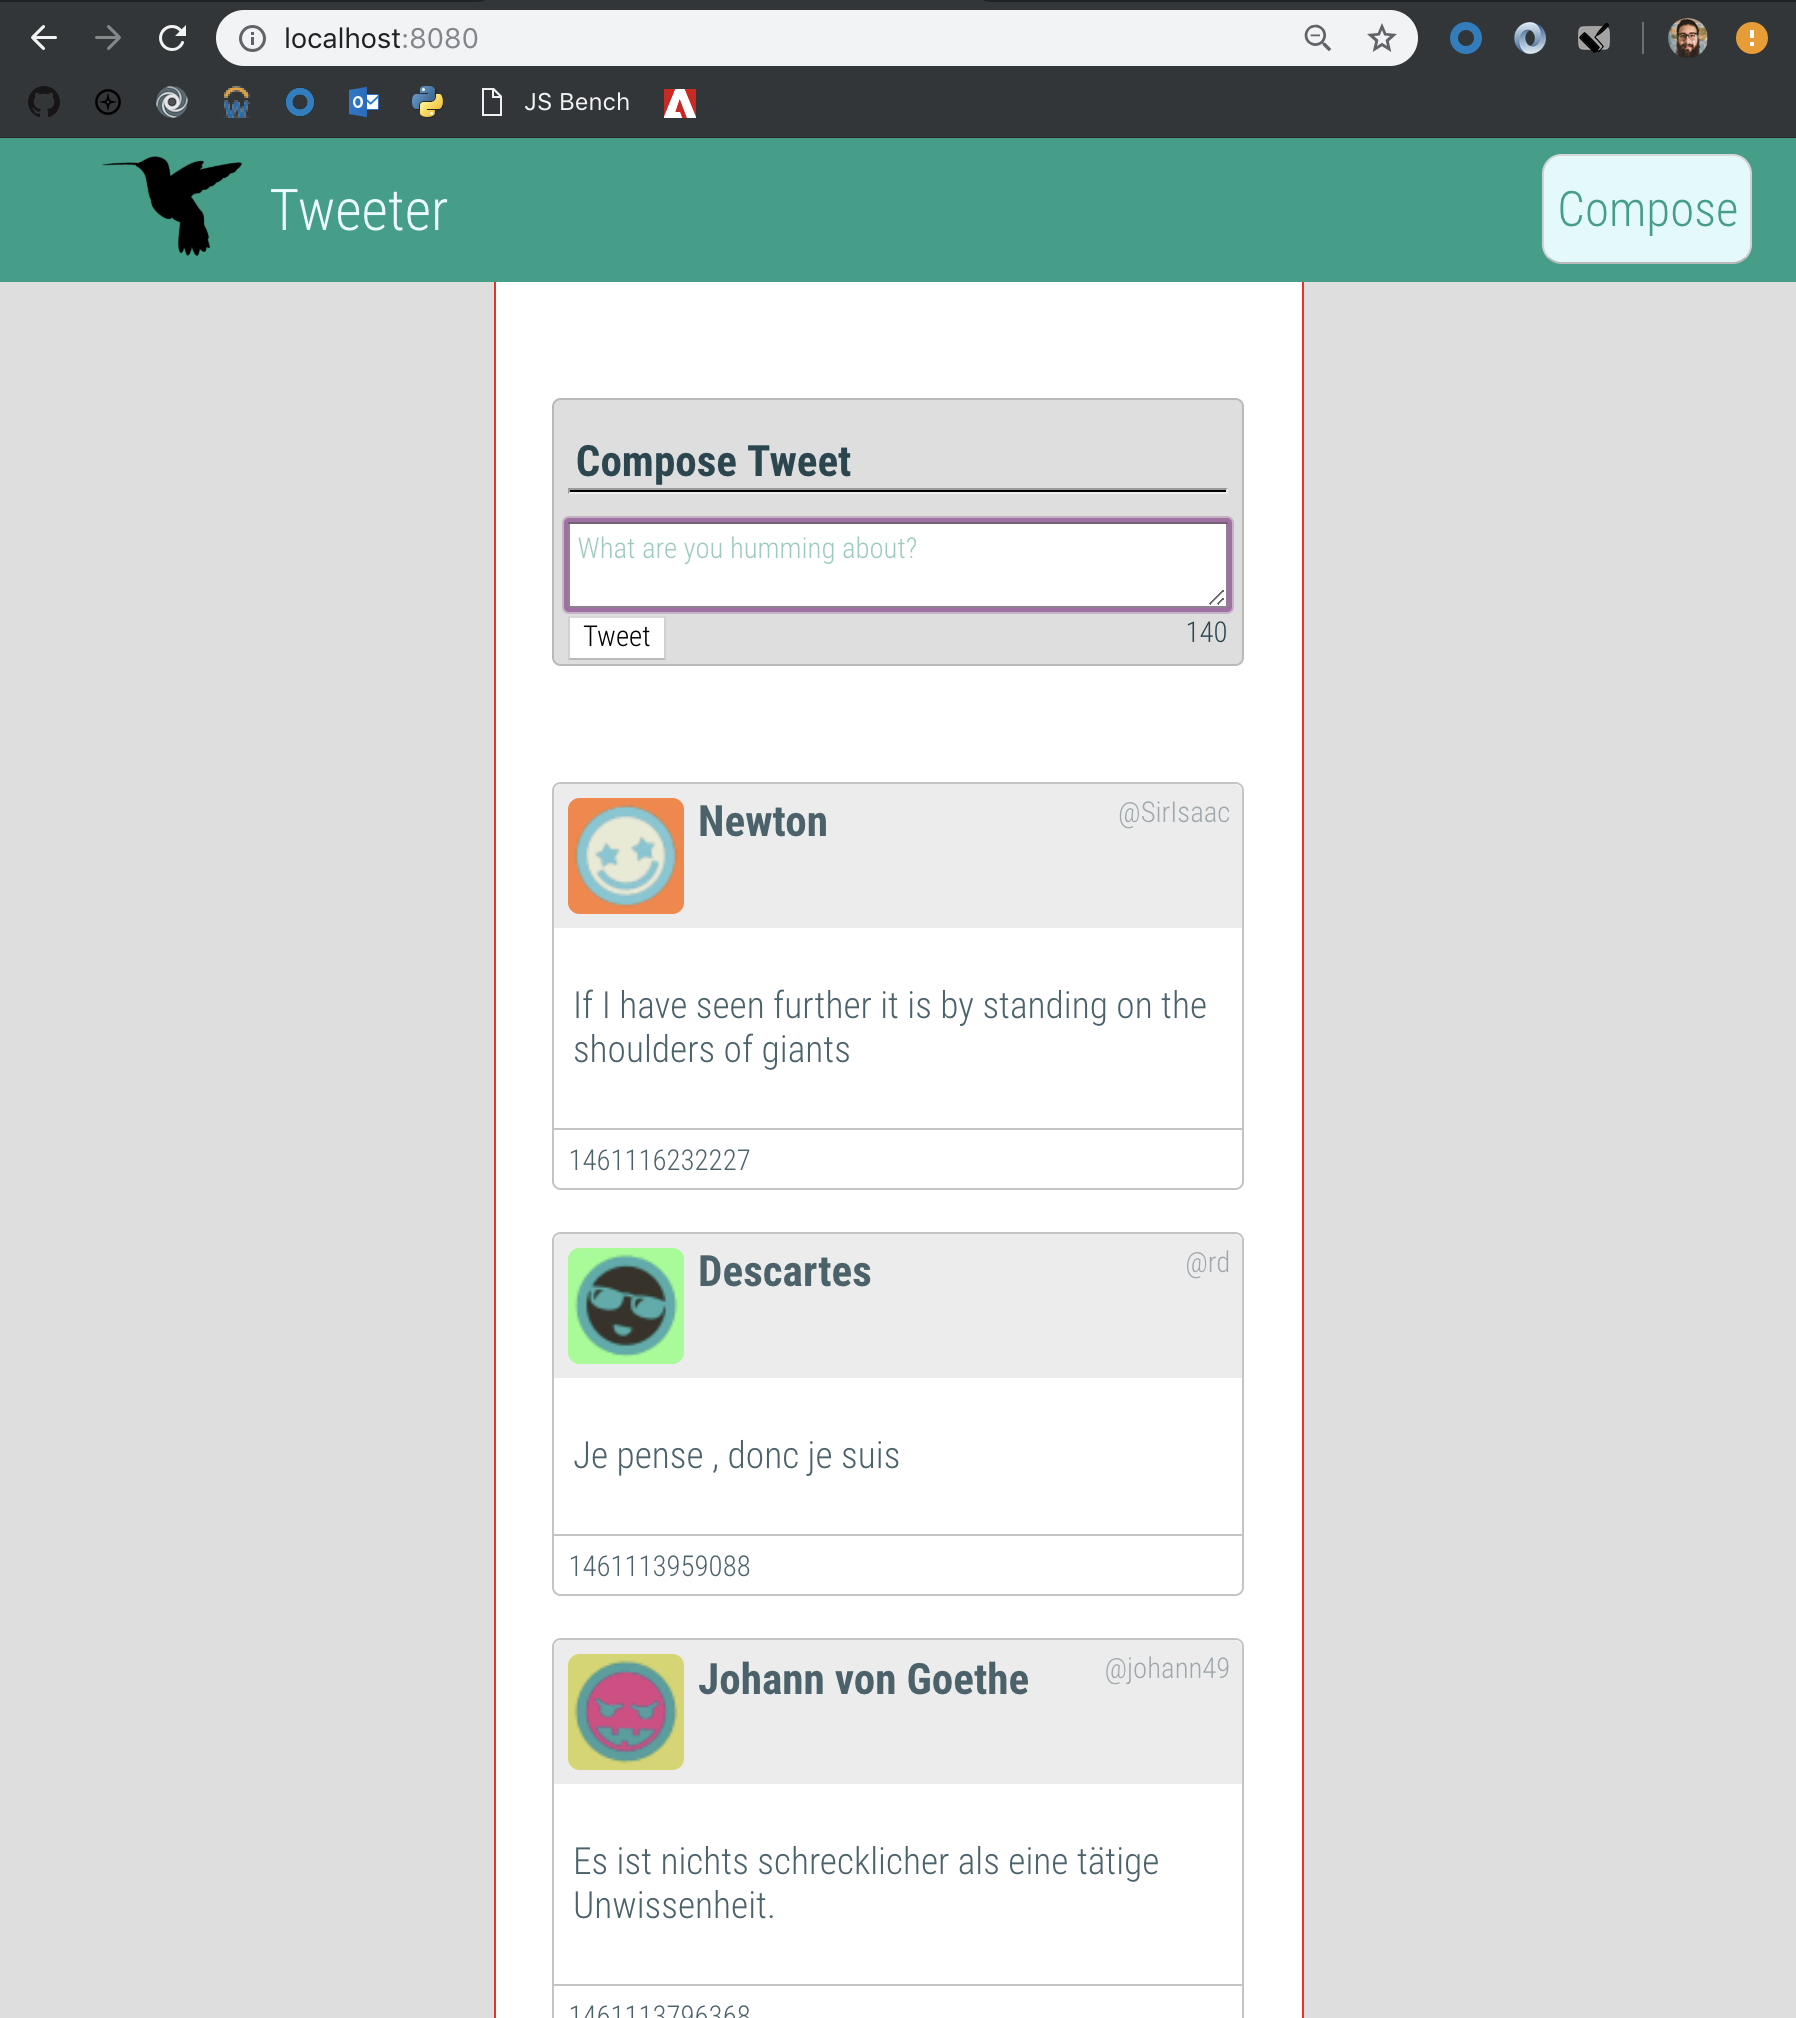 localhost:8080
JS Bench
Tweeter
Compose
Compose Tweet
What are you humming about?
Tweet
140
Newton
@SirIsaac
If I have seen further it is by standing on the
shoulders of giants
1461116232227
Descartes
@rd
Je pense , donc je suis
1461113959088
Johann von Goethe
@johann49
Es ist nichts schrecklicher als eine tätige
Unwissenheit.
1461113796368